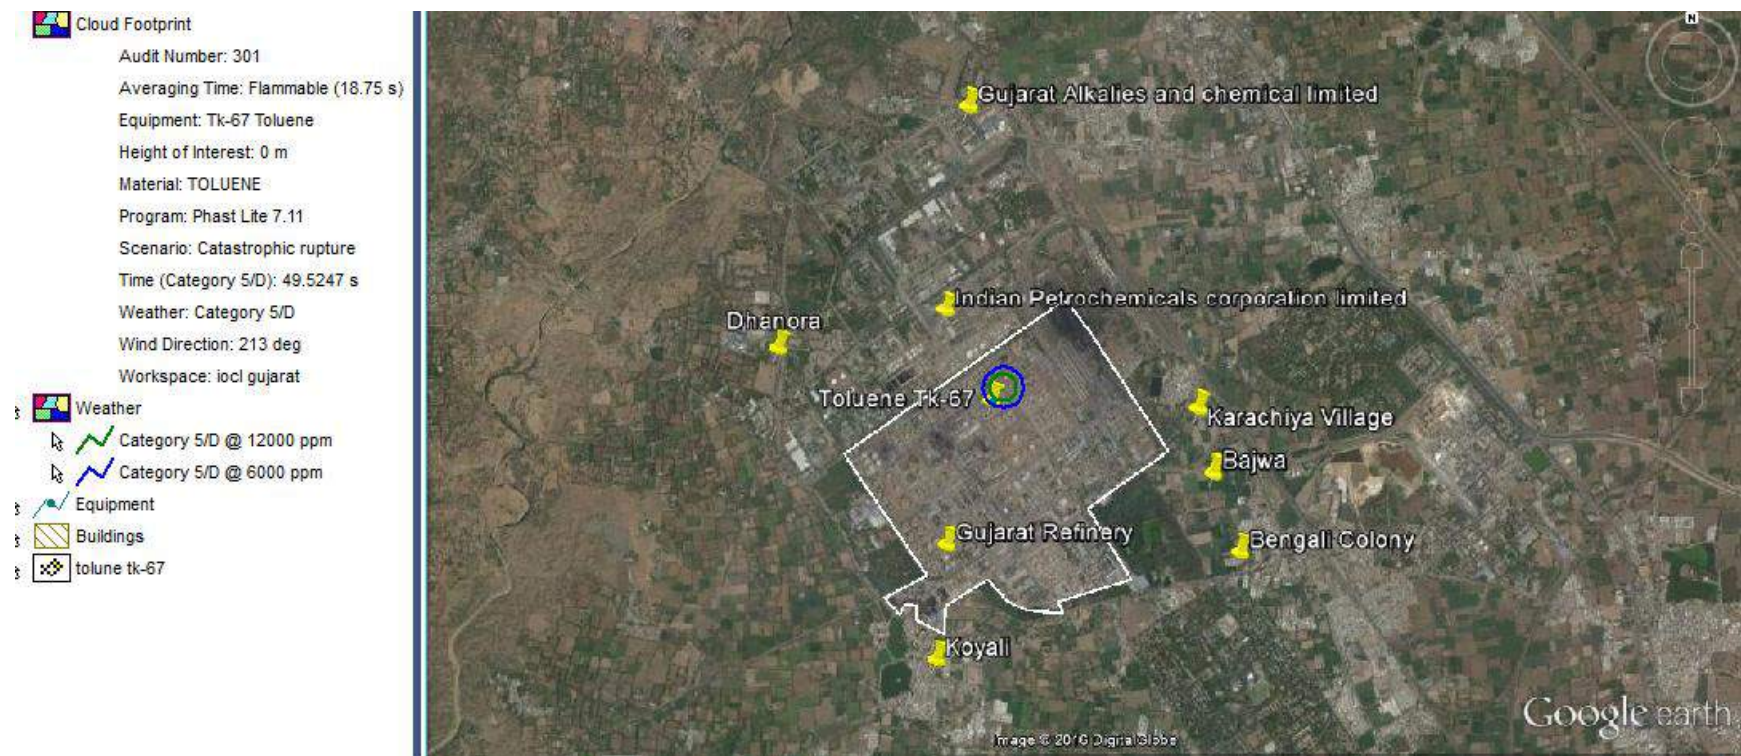 Cloud Footprint
Audit Number: 301
Averaging Time: Flammable (18.75 s)
Equipment: Tk-67 Toluene
Height of Interest: 0 m
Material: TOLUENE
Program: Phast Lite 7.11
Scenario: Catastrophic rupture
Time (Category 5/D): 49.5247 s
Weather: Category 5/D
Wind Direction: 213 deg
Workspace: iocl gujarat
Weather
Category 5/D @ 12000 ppm
Category 5/D @ 6000 ppm
Equipment
Buildings
tolune tk-67
N
Gujarat Alkalies and chemical limited
Indian Petrochemicals corporation limited
Dhanora
Toluene Tk-67
Karachiya Village
Bajwa
Gujarat Refinery
Bengali Colony
Koyali
Google earth
Image © 2016 DigitalGlobe